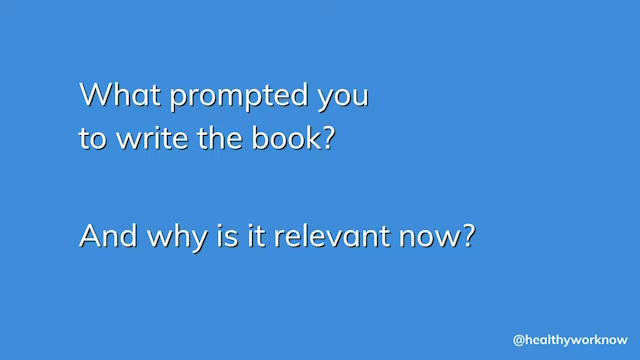 What prompted you
to write the book?
And why is it relevant now?
@healthyworknow